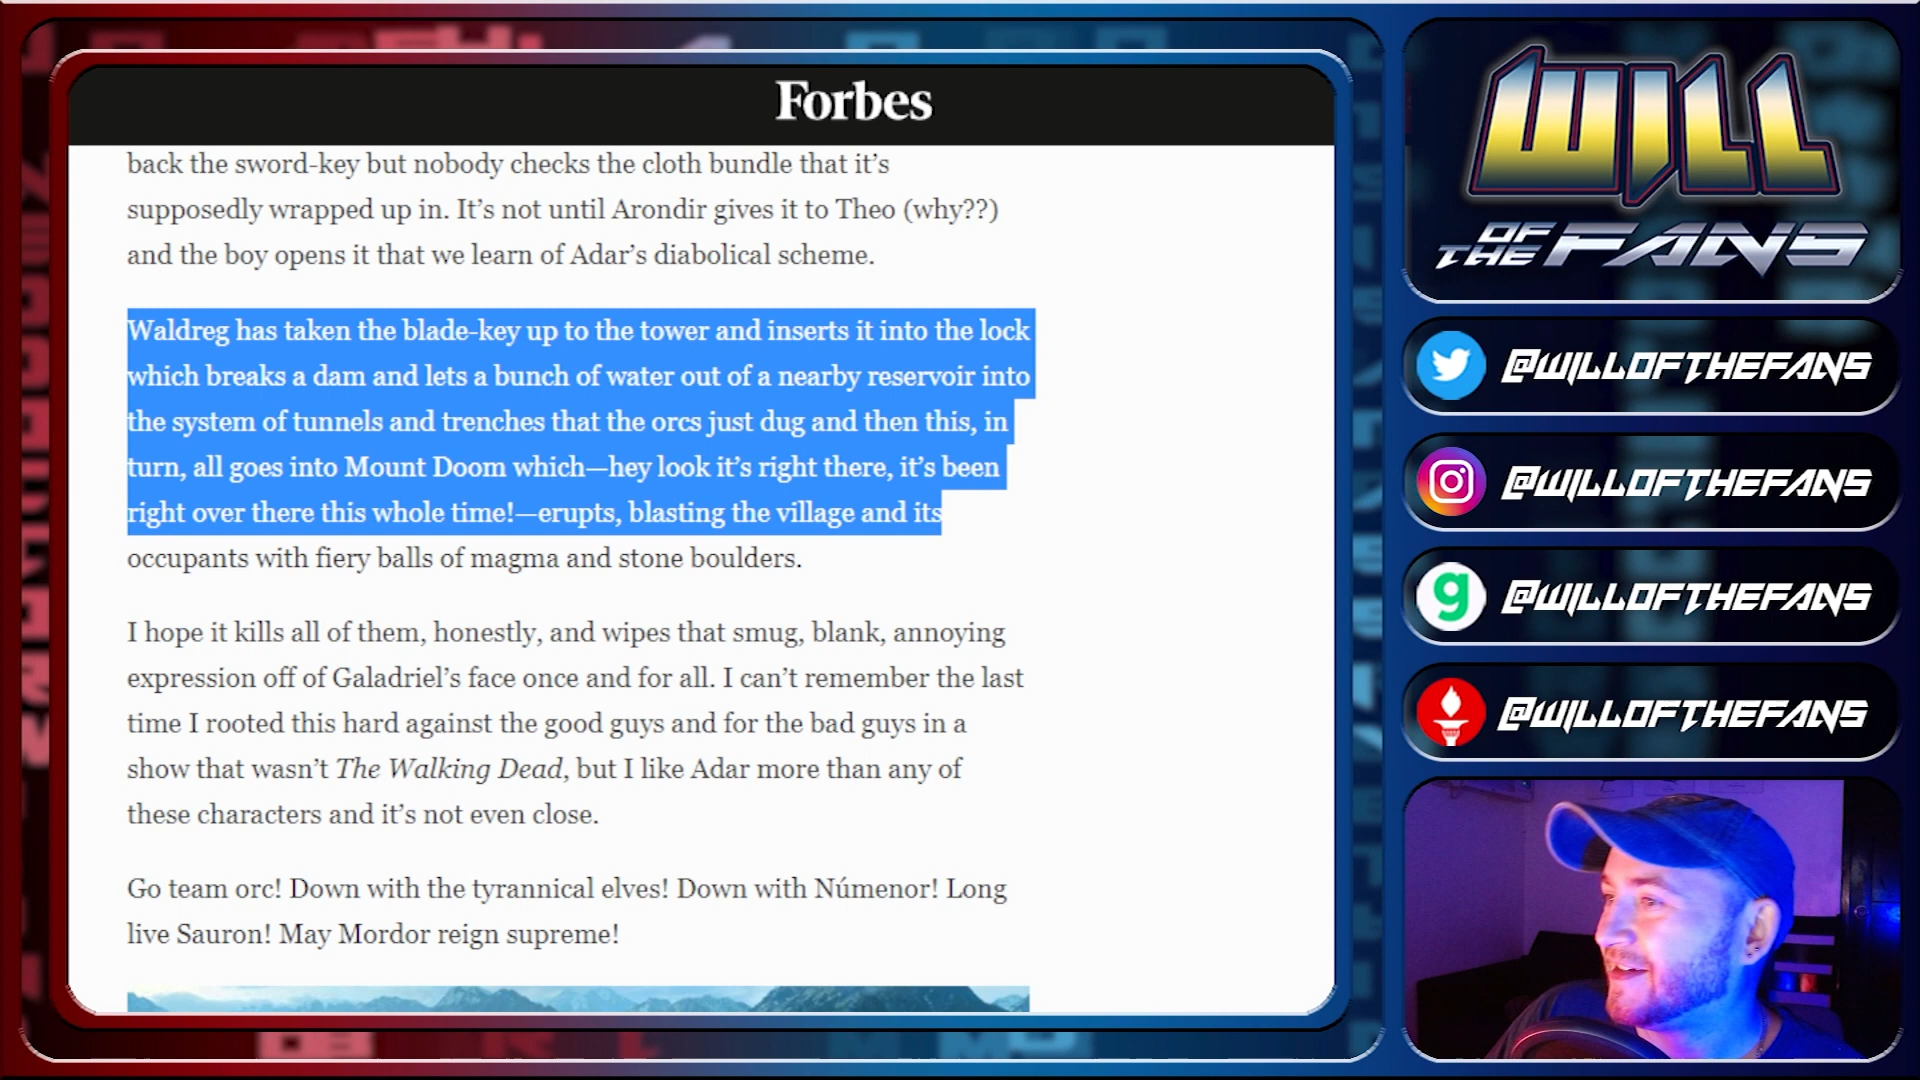 Forbes
back the sword-key but nobody checks the cloth bundle that it’s
supposedly wrapped up in. It’s not until Arondir gives it to Theo (why??)
and the boy opens it that we learn of Adar’s diabolical scheme.
Waldreg has taken the blade-key up to the tower and inserts it into the lock
which breaks a dam and lets a bunch of water out of a nearby reservoir into
the system of tunnels and trenches that the orcs just dug and then this, in
turn, all goes into Mount Doom which—hey look it’s right there, it’s been
right over there this whole time!—erupts, blasting the village and its
occupants with fiery balls of magma and stone boulders.
I hope it kills all of them, honestly, and wipes that smug, blank, annoying
expression off of Galadriel’s face once and for all. I can’t remember the last
time I rooted this hard against the good guys and for the bad guys in a
show that wasn’t The Walking Dead, but I like Adar more than any of
these characters and it’s not even close.
Go team orc! Down with the tyrannical elves! Down with Númenor! Long
live Sauron! May Mordor reign supreme!
WILL
OF
THE FANS
@WILLOFTHEFANS
@WILLOFTHEFANS
g
@WILLOFTHEFANS
@WILLOFTHEFANS